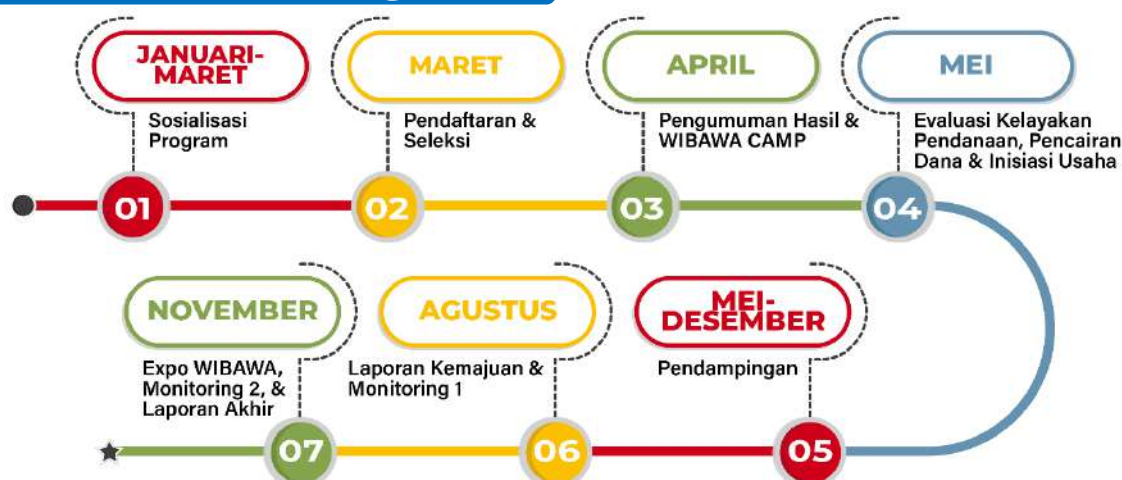 JANUARI-
MARET
Sosialisasi
Program
01
MARET
Pendaftaran &
Seleksi
02
APRIL
Pengumuman Hasil &
WIBAWA CAMP
03
MEI
Evaluasi Kelayakan
Pendanaan, Pencairan
Dana & Inisiasi Usaha
04
MEI-
DESEMBER
Pendampingan
05
AGUSTUS
Laporan Kemajuan &
Monitoring 1
06
NOVEMBER
Expo WIBAWA,
Monitoring 2, &
Laporan Akhir
07